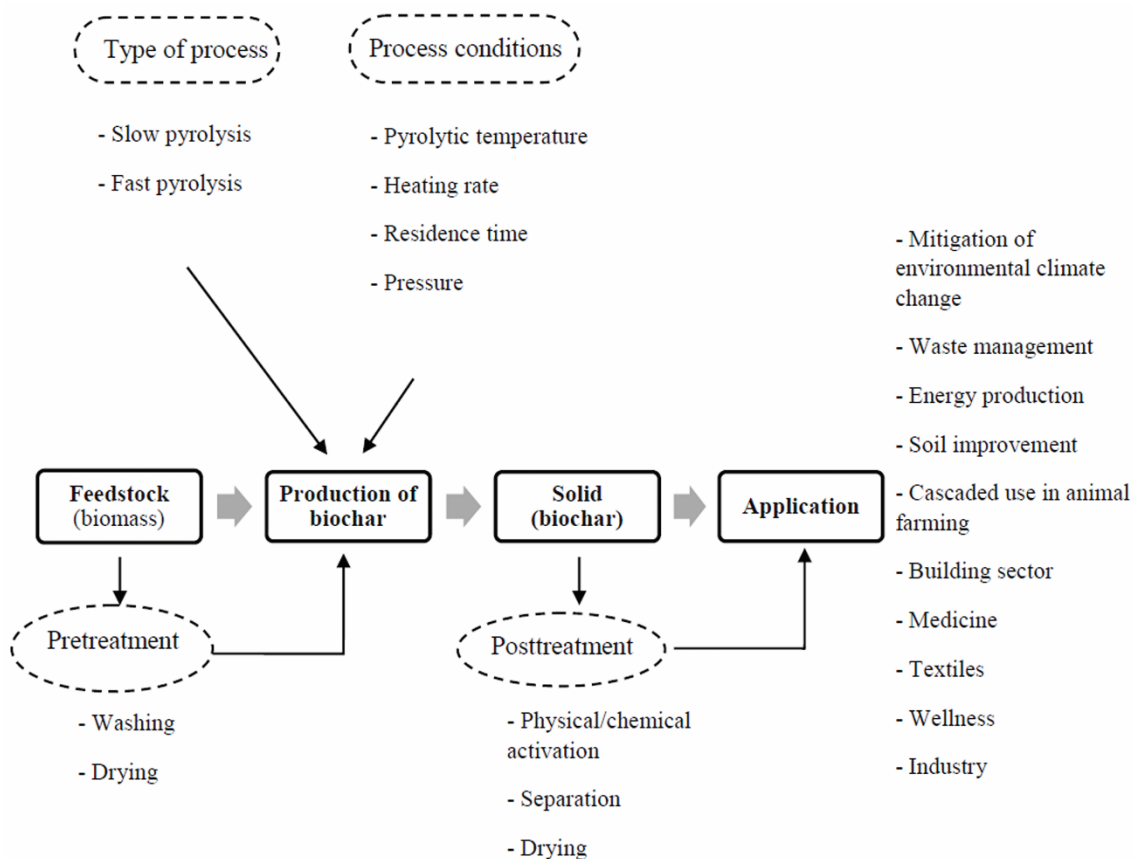 Type of process
Process conditions
- Slow pyrolysis
- Fast pyrolysis
- Pyrolytic temperature
- Heating rate
- Residence time
- Pressure
Feedstock
(biomass)
Production of
biochar
Solid
(biochar)
Application
Pretreatment
- Washing
- Drying
Posttreatment
- Physical/chemical
activation
- Separation
- Drying
- Mitigation of
environmental climate
change
- Waste management
- Energy production
- Soil improvement
- Cascaded use in animal
farming
- Building sector
- Medicine
- Textiles
- Wellness
- Industry